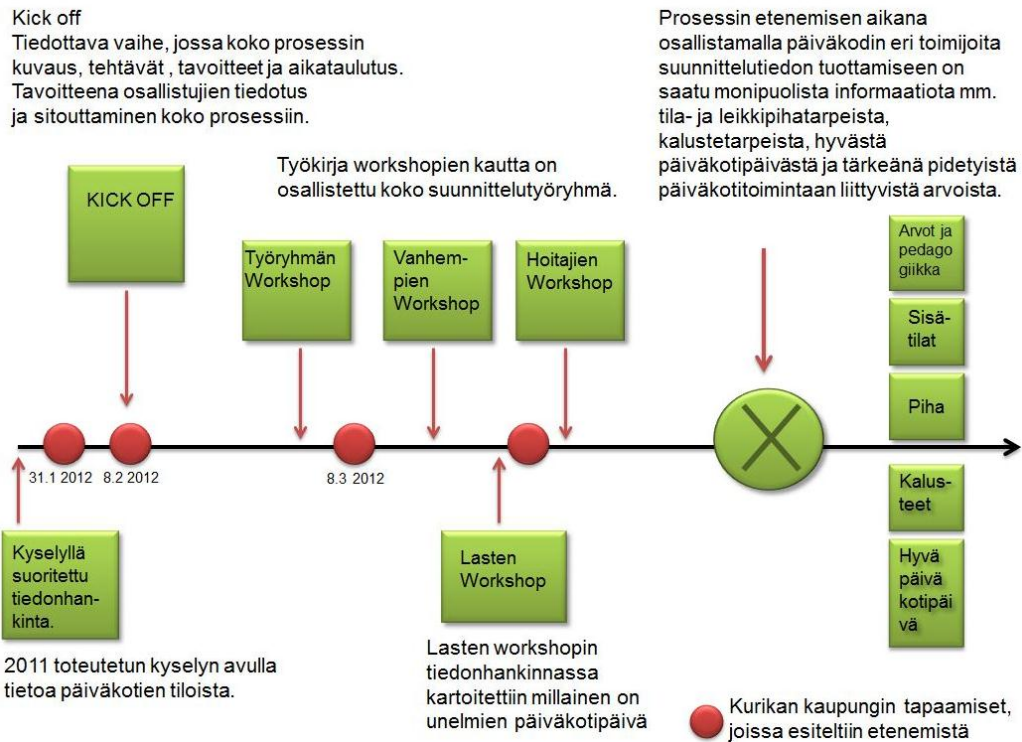 Kick off
Tiedottava vaihe, jossa koko prosessin
kuvaus, tehtävät , tavoitteet ja aikataulutus.
Tavoitteena osallistujien tiedotus
ja sitouttaminen koko prosessiin.
Prosessin etenemisen aikana
osallistamalla päiväkodin eri toimijoita
suunnittelutiedon tuottamiseen on
saatu monipuolista informaatiota mm.
tila- ja leikkipihatarpeista,
kalustetarpeista, hyvästä
päiväkotipäivästä ja tärkeänä pidetyistä
päiväkotitoimintaan liittyvistä arvoista.
Työkirja workshopien kautta on
osallistettu koko suunnittelutyöryhmä.
KICK OFF
Työryhmän
Workshop
Vanhem-
pien
Workshop
Hoitajien
Workshop
Arvot ja
pedago
giikka
Sisä-
tilat
Piha
31.1 2012
8.2 2012
8.3 2012
Kalus-
teet
Hyvä
päivä
kotipäi
vä
Kyselyllä
suoritettu
tiedonhan-
kinta.
Lasten
Workshop
2011 toteutetun kyselyn avulla
tietoa päiväkotien tiloista.
Lasten workshopin
tiedonhankinnassa
kartoitettiin millainen on
unelmien päiväkotipäivä
Kurikan kaupungin tapaamiset,
joissa esiteltiin etenemistä